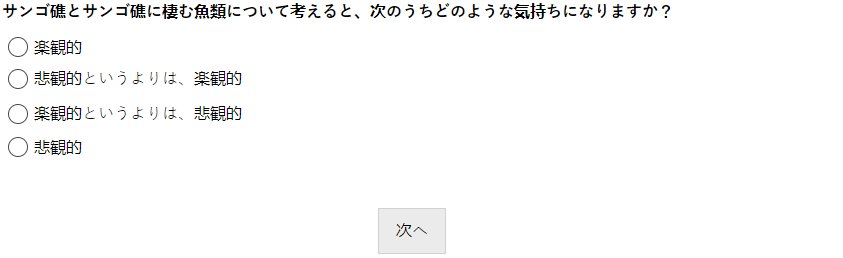 サンゴ礁とサンゴ礁に棲む魚類について考えると、次のうちどのような気持ちになりますか？
楽観的
悲観的というよりは、楽観的
楽観的というよりは、悲観的
悲観的
次へ